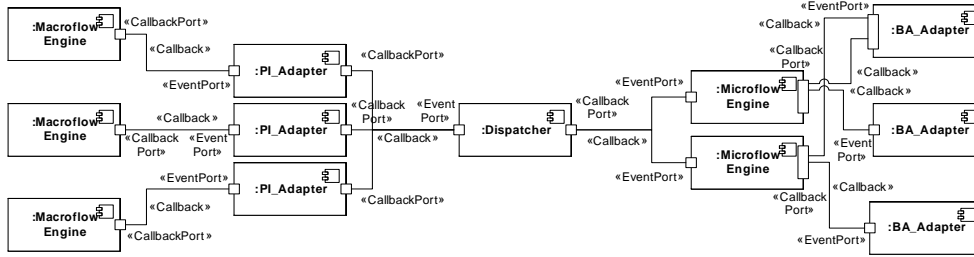 :Macroflow
Engine
«CallbackPort»
«Callback»
«EventPort»
:PI_Adapter
«CallbackPort»
:Macroflow
Engine
«Callback»
«Callback
Port»
«Event
Port»
:PI_Adapter
«Callback
Port»
«Callback»
«Event
Port»
:Macroflow
Engine
«EventPort»
«Callback»
«CallbackPort»
:PI_Adapter
«CallbackPort»
:Dispatcher
«Callback
Port»
«Callback»
«EventPort»
:Microflow
Engine
«Callback
Port»
«EventPort»
:Microflow
Engine
«Callback
Port»
«EventPort»
«Callback»
:BA_Adapter
«Callback»
«Callback»
:BA_Adapter
«Event
Port»
«Callback»
:BA_Adapter
«EventPort»